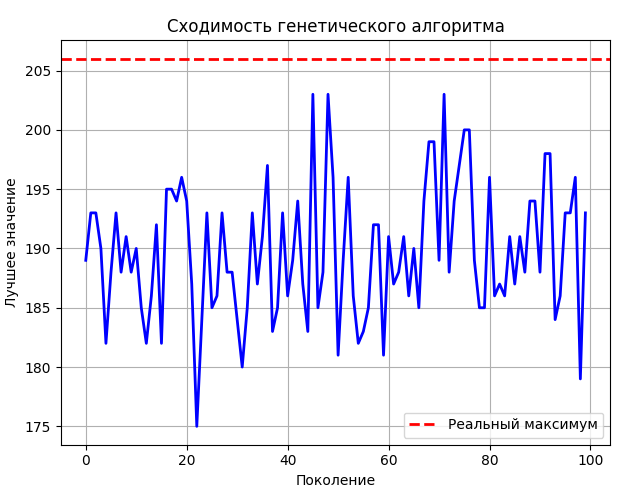 Сходимость генетического алгоритма
Лучшее значение
205
200
195
190
185
180
175
0 20 40 60 80 100
Поколение
Реальный максимум